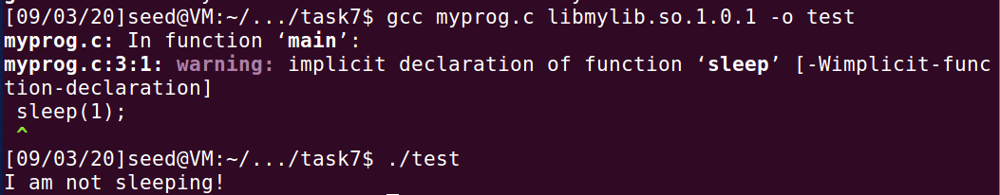 [09/03/20]seed@VM:~/.../task7$ gcc myprog.c libmylib.so.1.0.1 -o test
myprog.c: In function ‘main’:
myprog.c:3:1: warning: implicit declaration of function ‘sleep’ [-Wimplicit-func
tion-declaration]
 sleep(1);
 ^
[09/03/20]seed@VM:~/.../task7$ ./test
I am not sleeping!